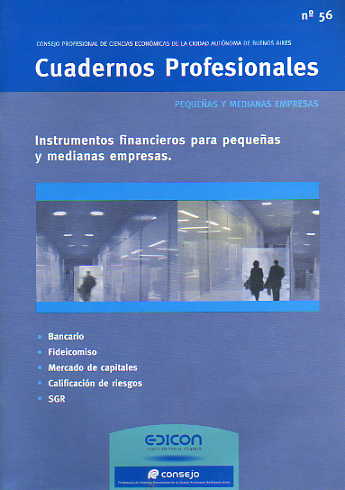 nº 56
CONSEJO PROFESIONAL DE CIENCIAS ECONÓMICAS DE LA CIUDAD AUTÓNOMA DE BUENOS AIRES
Cuadernos Profesionales
PEQUEÑAS Y MEDIANAS EMPRESAS
Instrumentos financieros para pequeñas
y medianas empresas.
Bancario
Fideicomiso
Mercado de capitales
Calificación de riesgos
SGR
EDICON
consejo